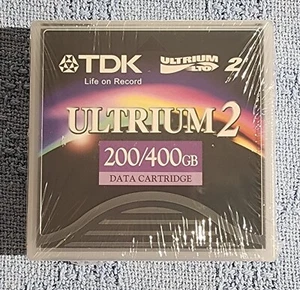 TDK
Life on Record
ULTRIUM
LTO
2
ULTRIUM 2
200/400GB
DATA CARTRIDGE